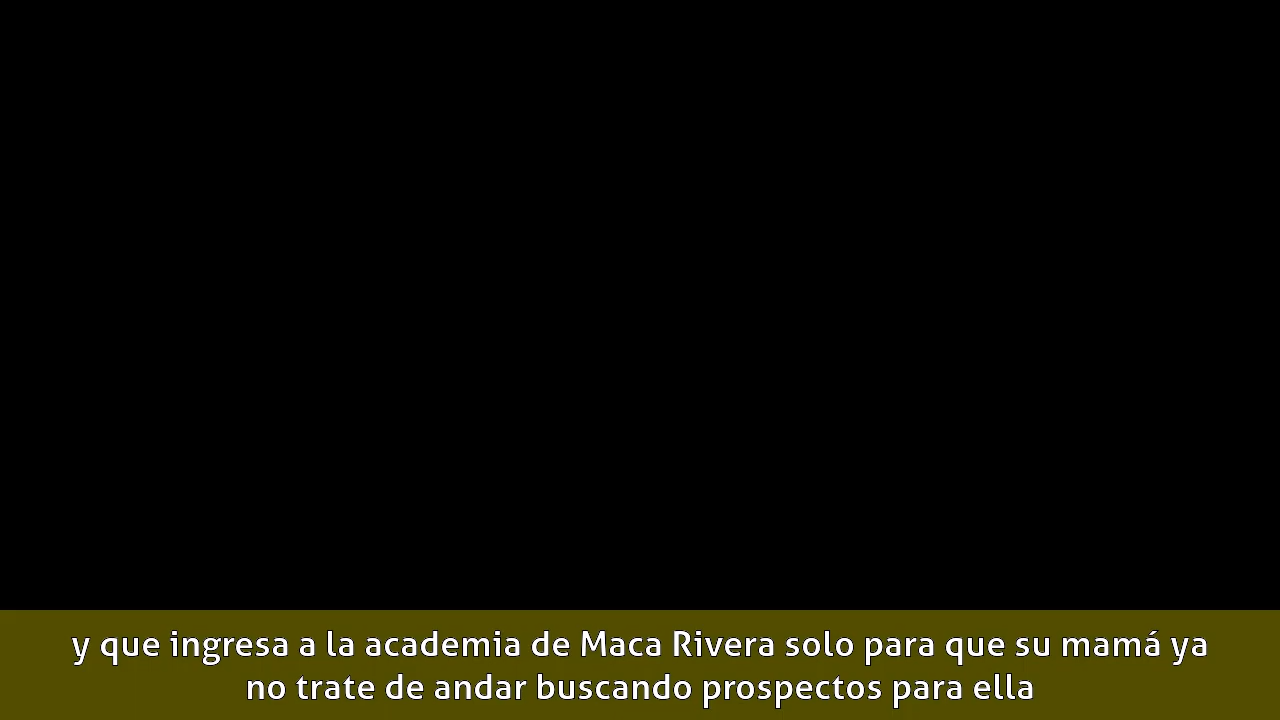 y que ingresa a la academia de Maca Rivera solo para que su mamá ya
no trate de andar buscando prospectos para ella